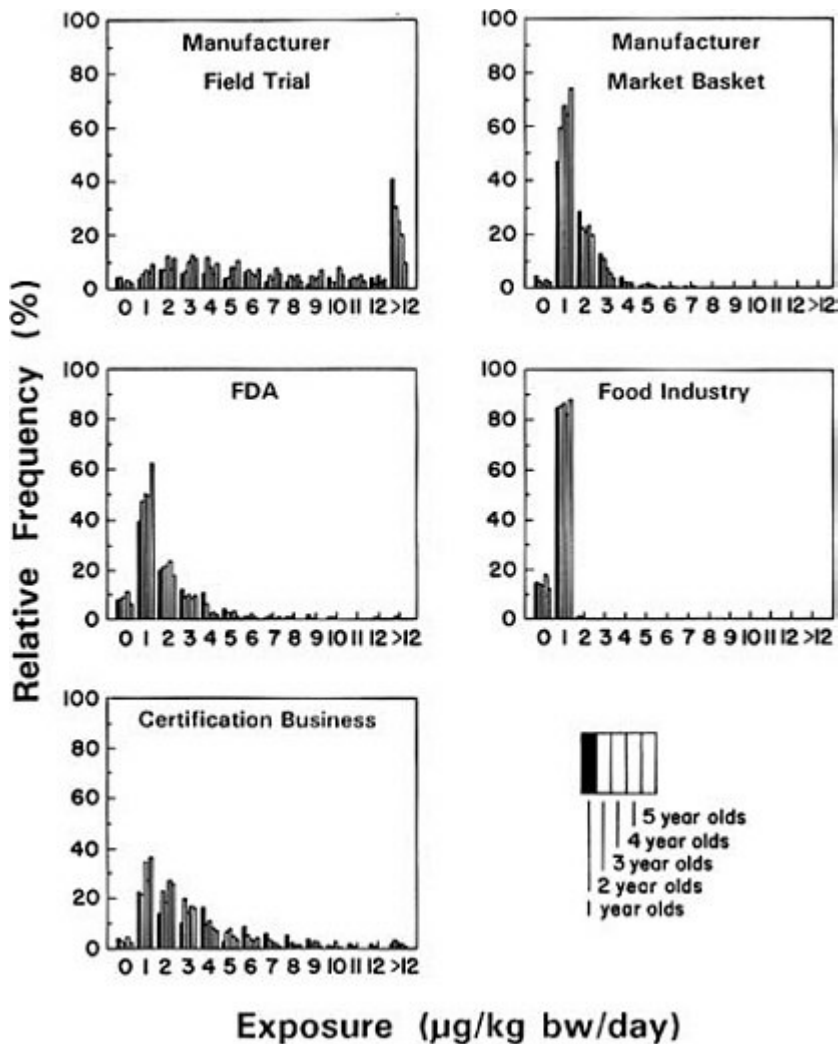 Relative Frequency (%)
Manufacturer
Field Trial
100
80
60
40
20
0
0 1 2 3 4 5 6 7 8 9 10 11 12 >12
Manufacturer
Market Basket
100
80
60
40
20
0
0 1 2 3 4 5 6 7 8 9 10 11 12 >12
FDA
100
80
60
40
20
0
0 1 2 3 4 5 6 7 8 9 10 11 12 >12
Food Industry
100
80
60
40
20
0
0 1 2 3 4 5 6 7 8 9 10 11 12 >12
Certification Business
100
80
60
40
20
0
0 1 2 3 4 5 6 7 8 9 10 11 12 >12
5 year olds
4 year olds
3 year olds
2 year olds
1 year olds
Exposure (µg/kg bw/day)